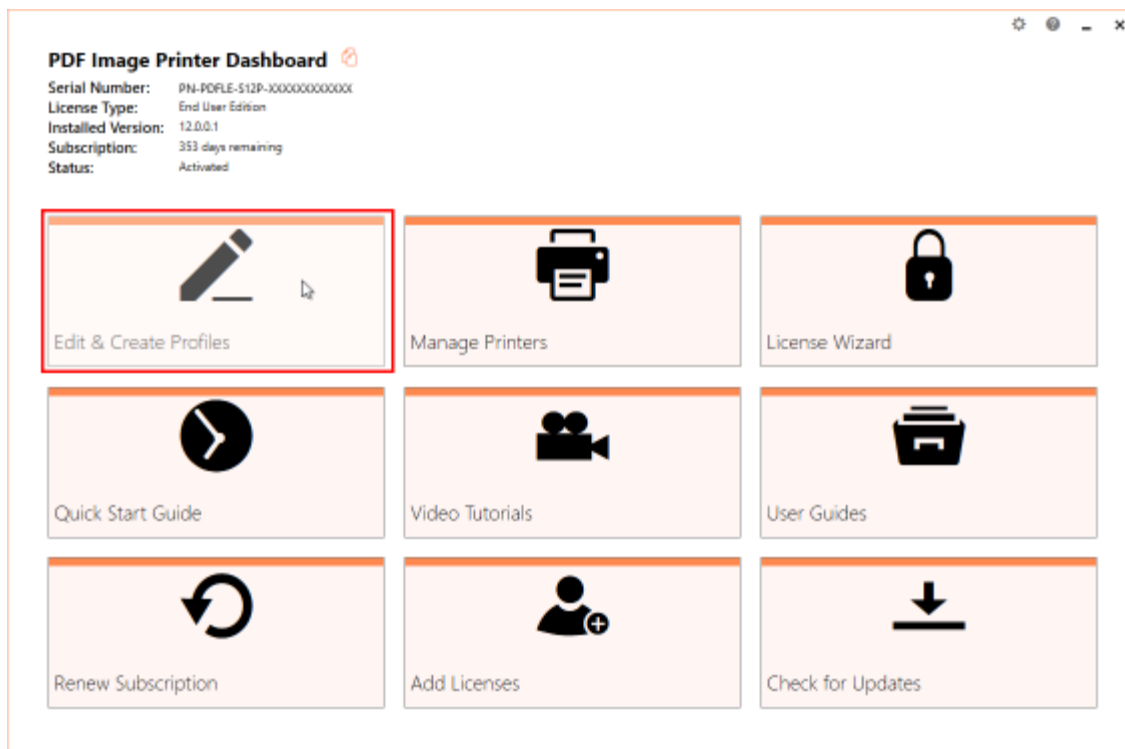 PDF Image Printer Dashboard
Serial Number: PN-PDFLE-S12P-XXXXXXXXXXXX
License Type: End User Edition
Installed Version: 12.0.0.1
Subscription: 353 days remaining
Status: Activated
Edit & Create Profiles
Manage Printers
License Wizard
Quick Start Guide
Video Tutorials
User Guides
Renew Subscription
Add Licenses
Check for Updates